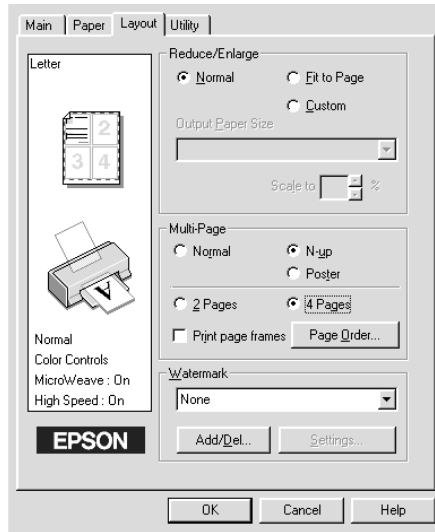 Main Paper Layout Utility
Letter
2
3 4
Normal
Color Controls
MicroWeave : On
High Speed : On
EPSON
Reduce/Enlarge
Normal Fit to Page
Custom
Output Paper Size
Scale to %
Multi-Page
Normal N-up
Poster
2 Pages 4 Pages
Print page frames Page Order...
Watermark
None
Add/Del... Settings...
OK Cancel Help